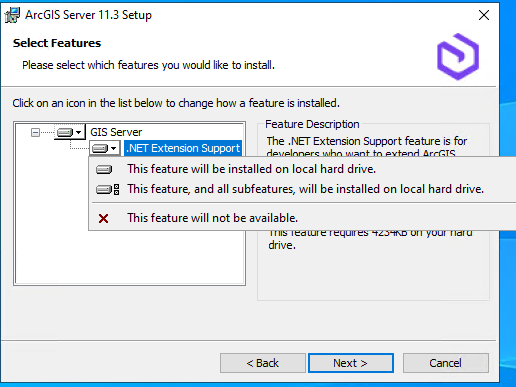 ArcGIS Server 11.3 Setup
Select Features
Please select which features you would like to install.
Click on an icon in the list below to change how a feature is installed.
GIS Server
.NET Extension Support
Feature Description
The .NET Extension Support feature is for
developers who want to extend ArcGIS
This feature will be installed on local hard drive.
This feature, and all subfeatures, will be installed on local hard drive.
This feature will not be available.
This feature requires 4234KB on your hard
drive.
< Back
Next >
Cancel